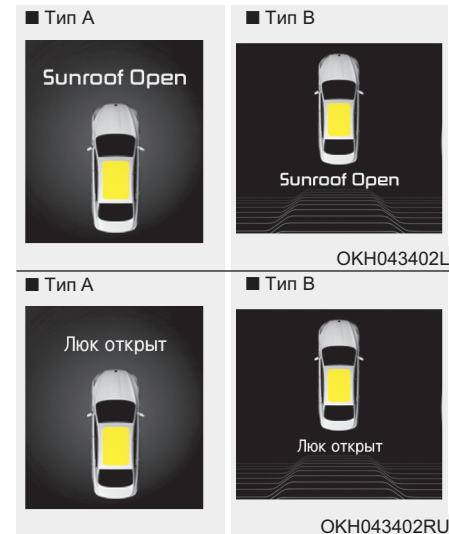 ■ Тип A
Sunroof Open
■ Тип B
Sunroof Open
OKH043402L
■ Тип A
Люк открыт
■ Тип B
Люк открыт
OKH043402RU